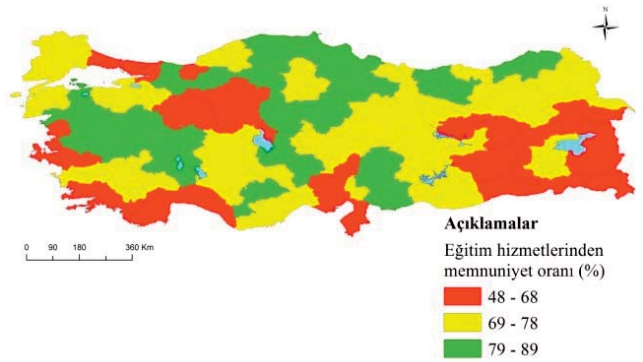 N
0 90 180 360 Km
Açıklamalar
Eğitim hizmetlerinden
memnuniyet oranı (%)
48 - 68
69 - 78
79 - 89